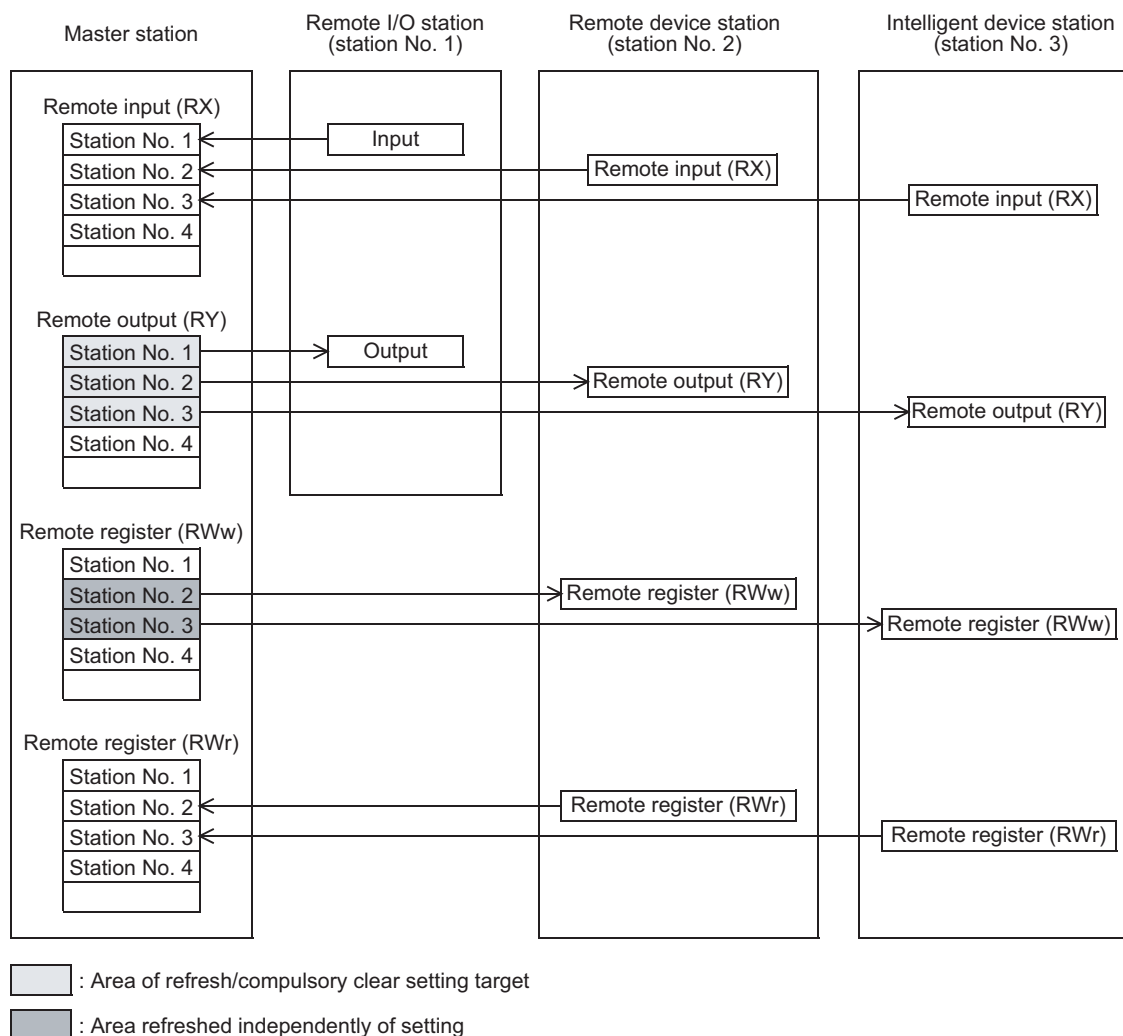 Master station
Remote I/O station
(station No. 1)
Remote device station
(station No. 2)
Intelligent device station
(station No. 3)
Remote input (RX)
Station No. 1
Input
Station No. 2
Remote input (RX)
Station No. 3
Remote input (RX)
Station No. 4
Remote output (RY)
Station No. 1
Output
Station No. 2
Remote output (RY)
Station No. 3
Remote output (RY)
Station No. 4
Remote register (RWw)
Station No. 1
Station No. 2
Remote register (RWw)
Station No. 3
Remote register (RWw)
Station No. 4
Remote register (RWr)
Station No. 1
Station No. 2
Remote register (RWr)
Station No. 3
Remote register (RWr)
Station No. 4
: Area of refresh/compulsory clear setting target
: Area refreshed independently of setting